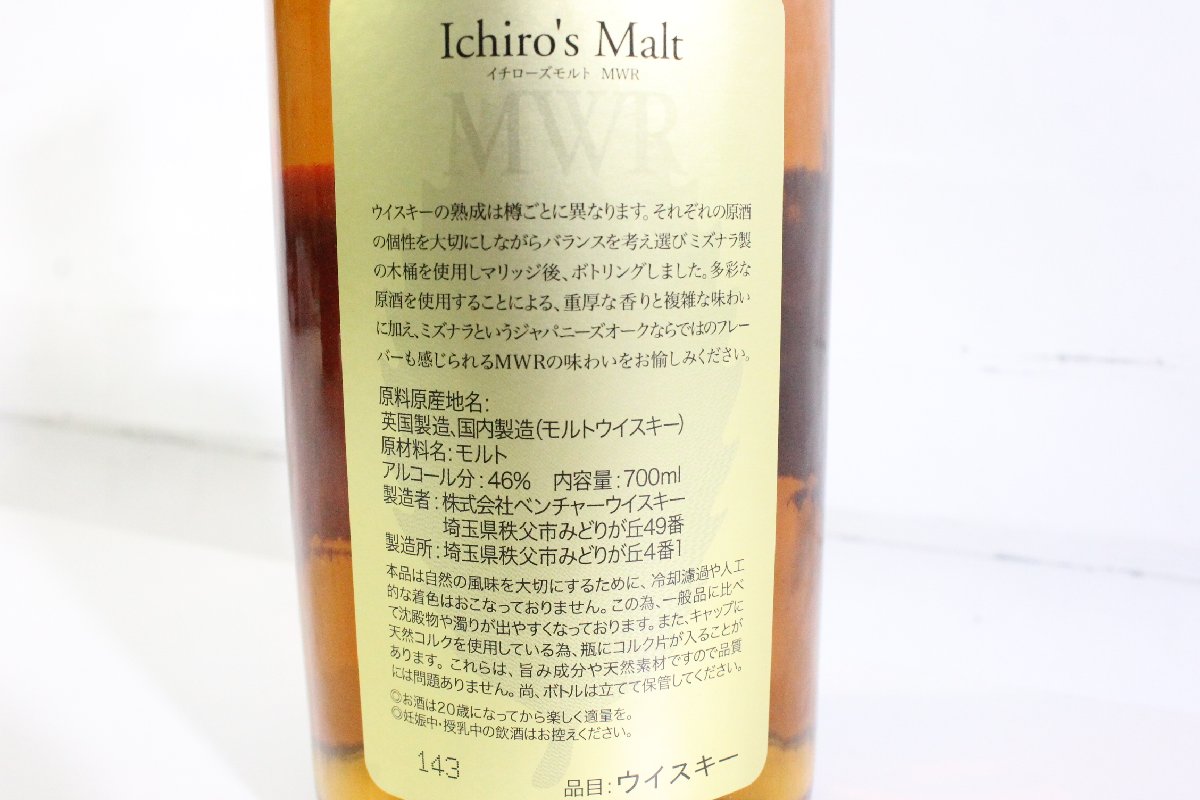 Ichiro's Malt
イチローズモルト MWR
MWR
ウイスキーの熟成は樽ごとに異なります。それぞれの原酒
の個性を大切にしながらバランスを考え選びミズナラ製
の木桶を使用しマリッジ後、ボトリングしました。多彩な
原酒を使用することによる、重厚な香りと複雑な味わい
に加え、ミズナラというジャパニーズオークならではのフレー
バーも感じられるMWRの味わいをお愉しみください。
原料原産地名:
英国製造、国内製造(モルトウイスキー)
原材料名:モルト
アルコール分:46% 内容量:700ml
製造者:株式会社ベンチャーウイスキー
埼玉県秩父市みどりが丘49番
製造所:埼玉県秩父市みどりが丘4番1
本品は自然の風味を大切にするために、冷却濾過や人工
的な着色はおこなっておりません。この為、一般品に比べ
て沈殿物や濁りが出やすくなっております。また、キャップに
天然コルクを使用している為、瓶にコルク片が入ることが
あります。これらは、旨み成分や天然素材ですので品質
には問題ありません。尚、ボトルは立てて保管してください。
◎お酒は20歳になってから楽しく適量を。
◎妊娠中・授乳中の飲酒はお控えください。
143
品目:ウイスキー